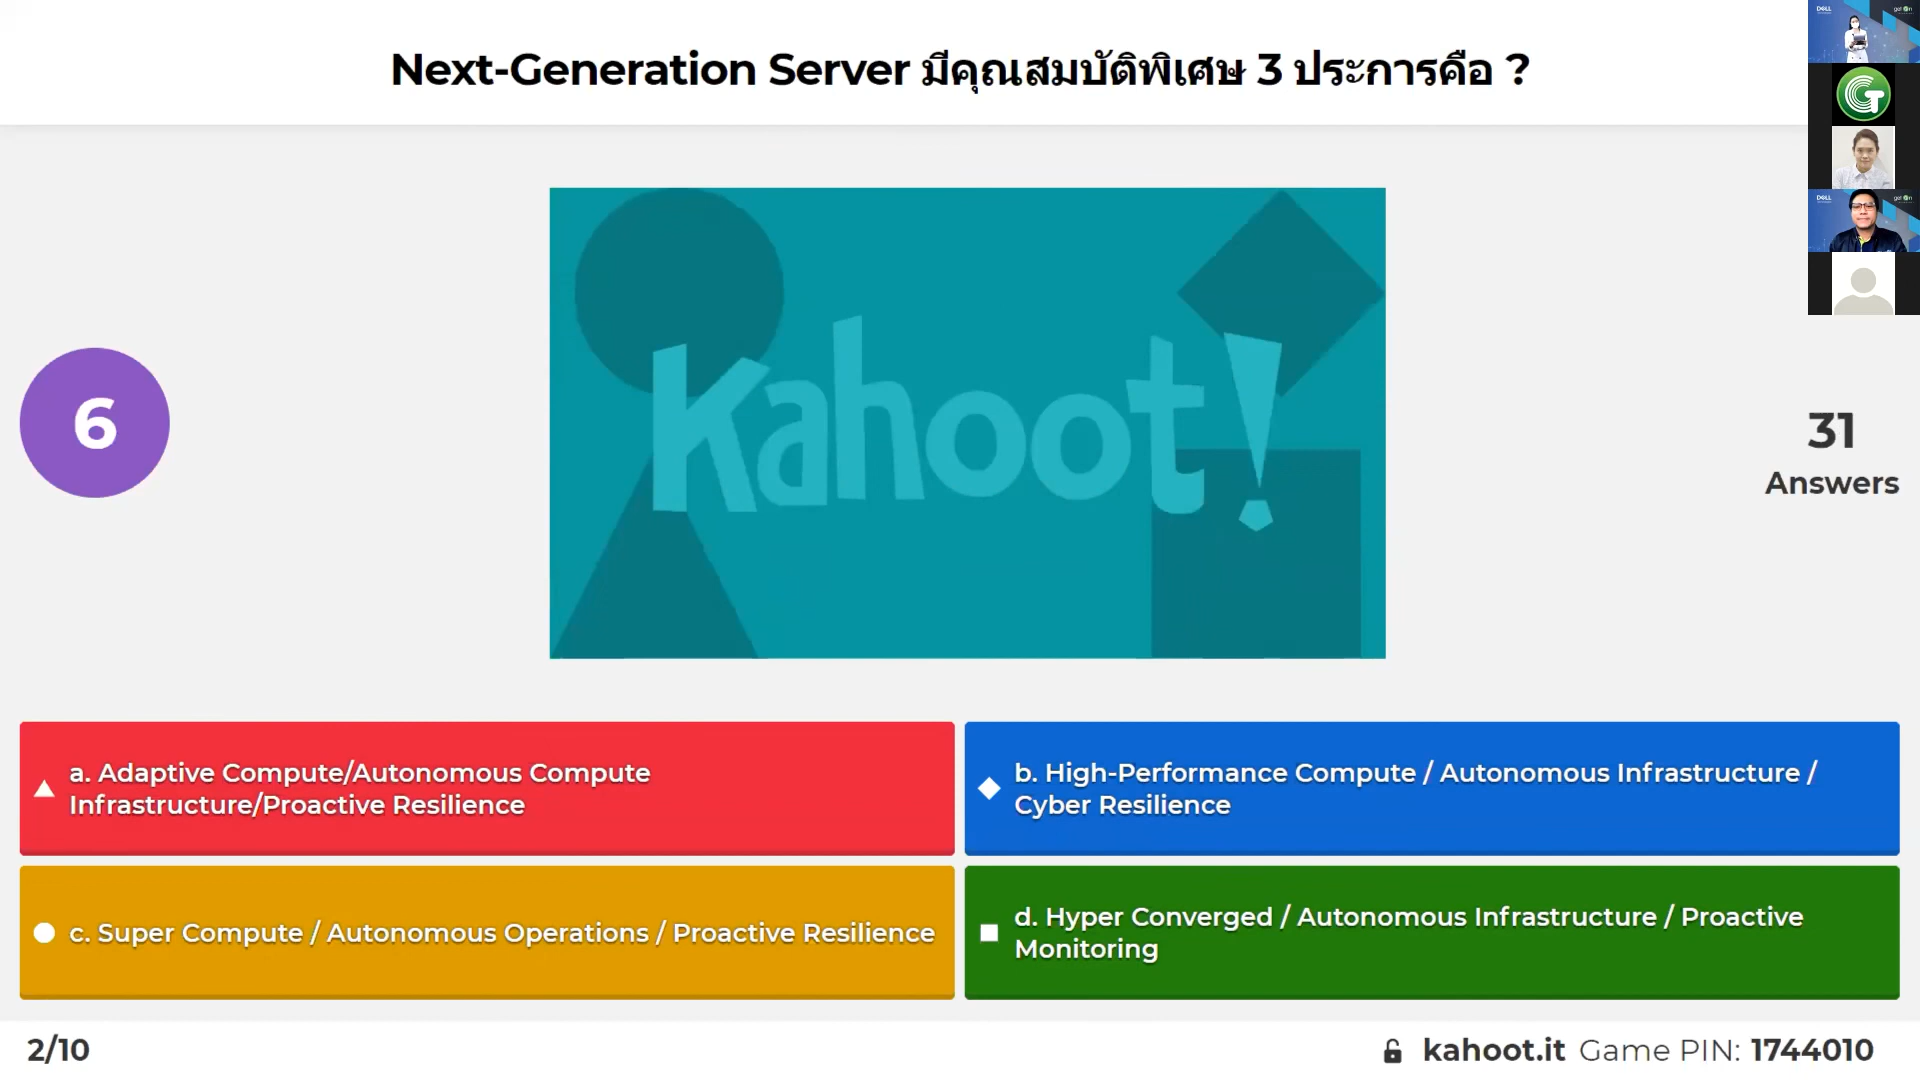 Next-Generation Server มีคุณสมบัติพิเศษ 3 ประการคือ ?
DELL
6
Kahoot!
31
Answers
DELL
a. Adaptive Compute/Autonomous Compute
Infrastructure/Proactive Resilience
b. High-Performance Compute / Autonomous Infrastructure /
Cyber Resilience
c. Super Compute / Autonomous Operations / Proactive Resilience
d. Hyper Converged / Autonomous Infrastructure / Proactive
Monitoring
2/10
kahoot.it Game PIN: 1744010